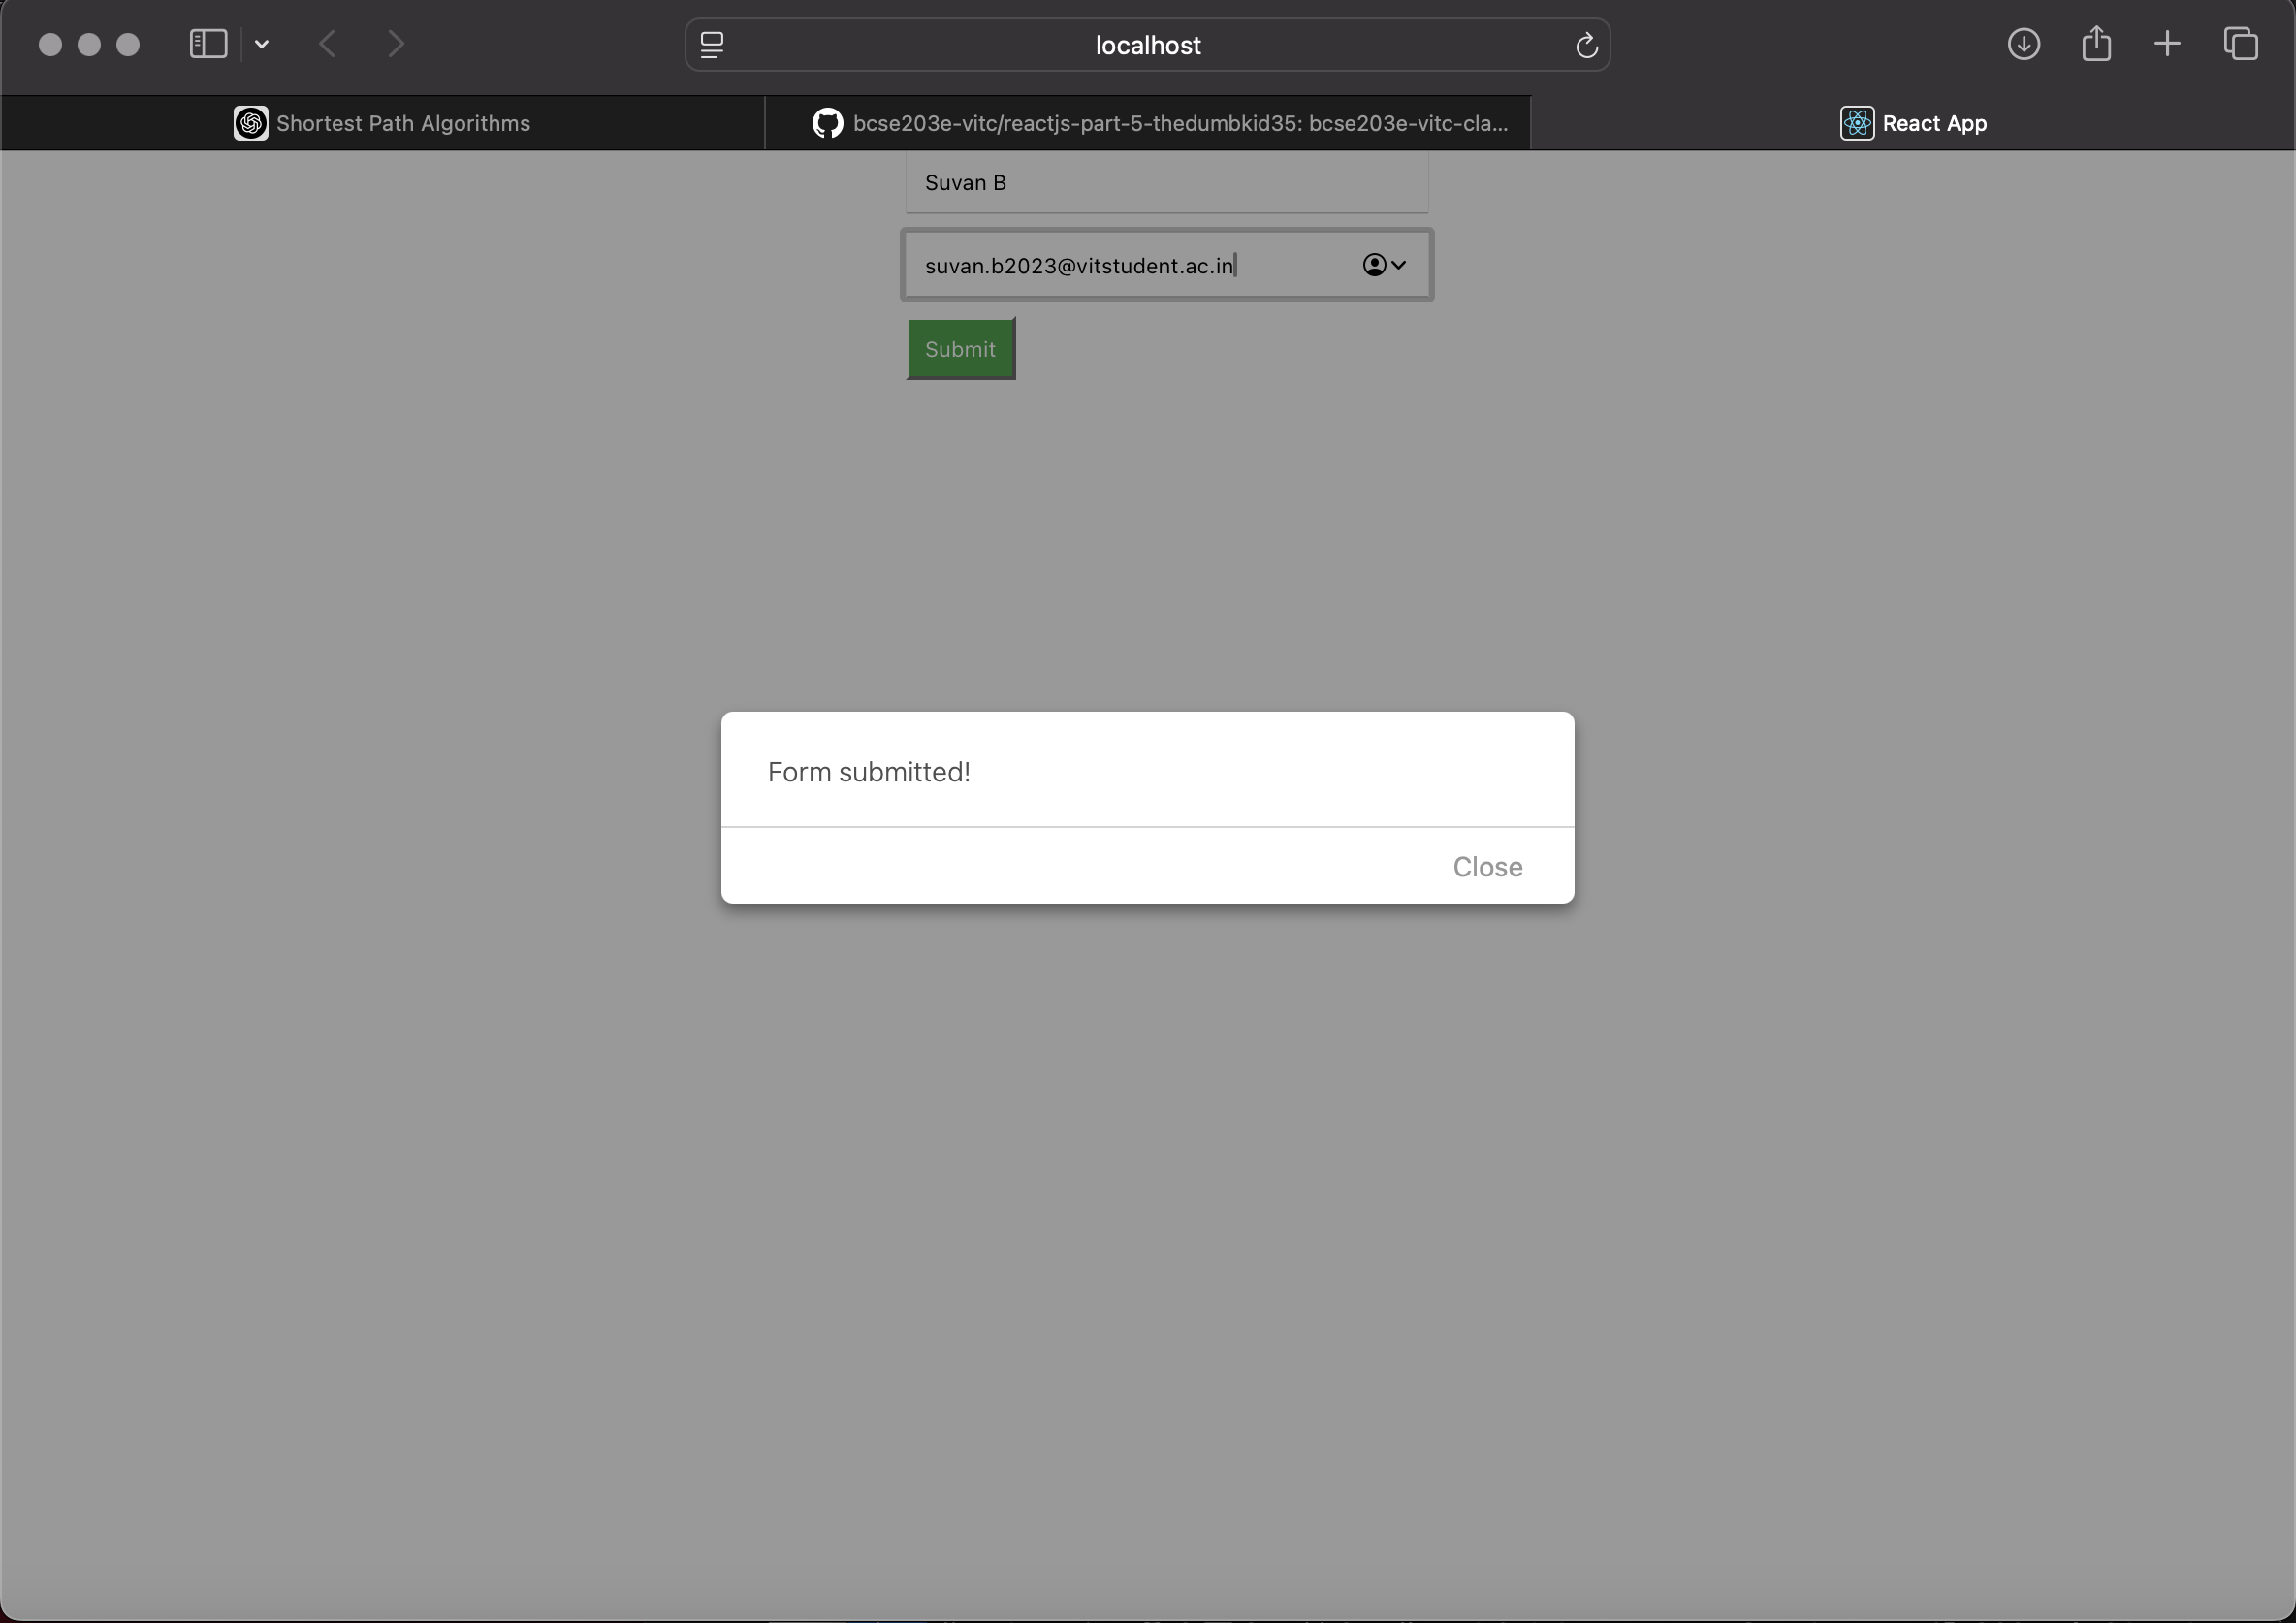 localhost
Shortest Path Algorithms
bcse203e-vitc/reactjs-part-5-thedumbkid35: bcse203e-vitc-cla...
React App
Suvan B
suvan.b2023@vitstudent.ac.in
Submit
Form submitted!
Close